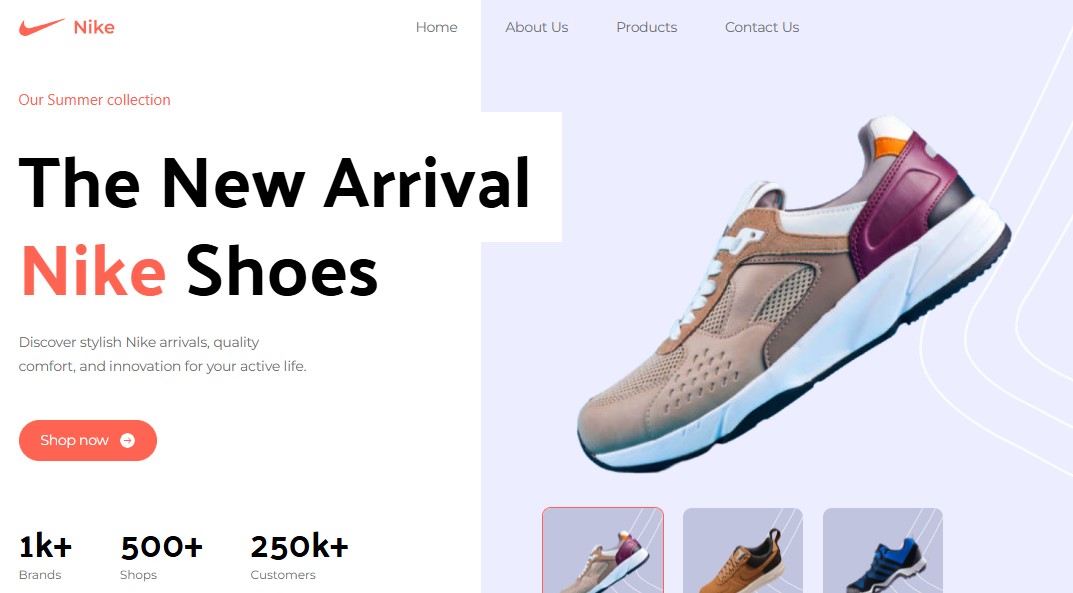 Nike
Home
About Us
Products
Contact Us
Our Summer collection
The New Arrival
Nike Shoes
Discover stylish Nike arrivals, quality
comfort, and innovation for your active life.
Shop now
1k+
500+
250k+
Brands
Shops
Customers